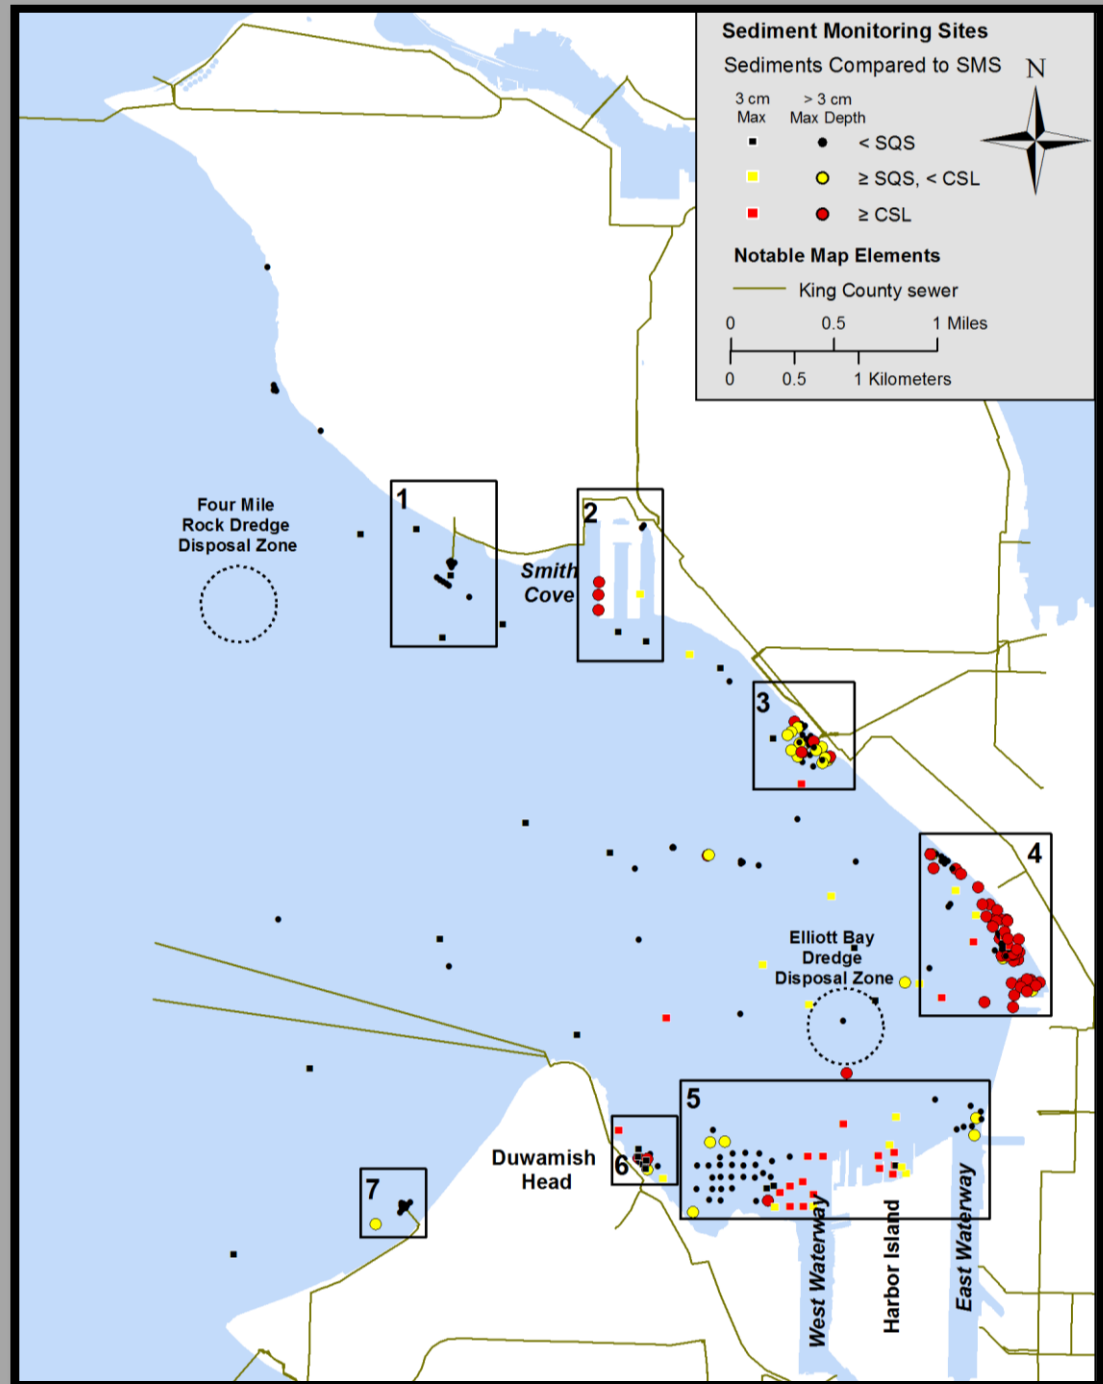 Sediment Monitoring Sites
Sediments Compared to SMS
N
3 cm
Max
> 3 cm
Max Depth
< SQS
≥ SQS, < CSL
≥ CSL
Notable Map Elements
King County sewer
0 0.5 1 Miles
0 0.5 1 Kilometers
1
2
Four Mile
Rock Dredge
Disposal Zone
Smith
Cove
3
4
Elliott Bay
Dredge
Disposal Zone
5
Duwamish
Head
6
7
West Waterway
Harbor Island
East Waterway